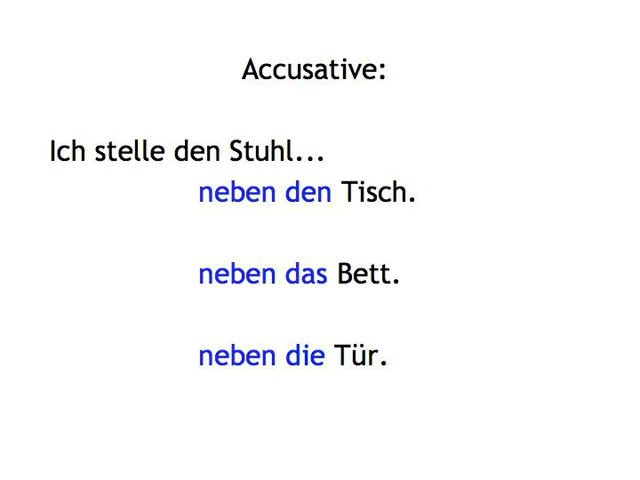 Accusative:
Ich stelle den Stuhl...
neben den Tisch.
neben das Bett.
neben die Tür.